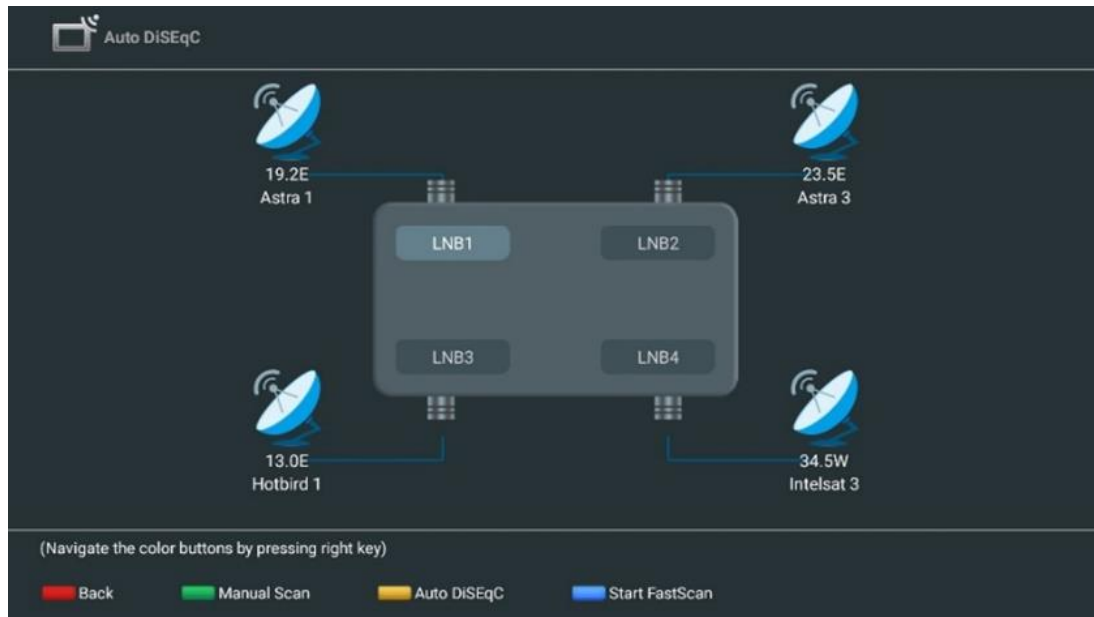 Auto DiSEqC
19.2E
Astra 1
23.5E
Astra 3
LNB1
LNB2
LNB3
LNB4
13.0E
Hotbird 1
34.5W
Intelsat 3
(Navigate the color buttons by pressing right key)
Back
Manual Scan
Auto DiSEqC
Start FastScan